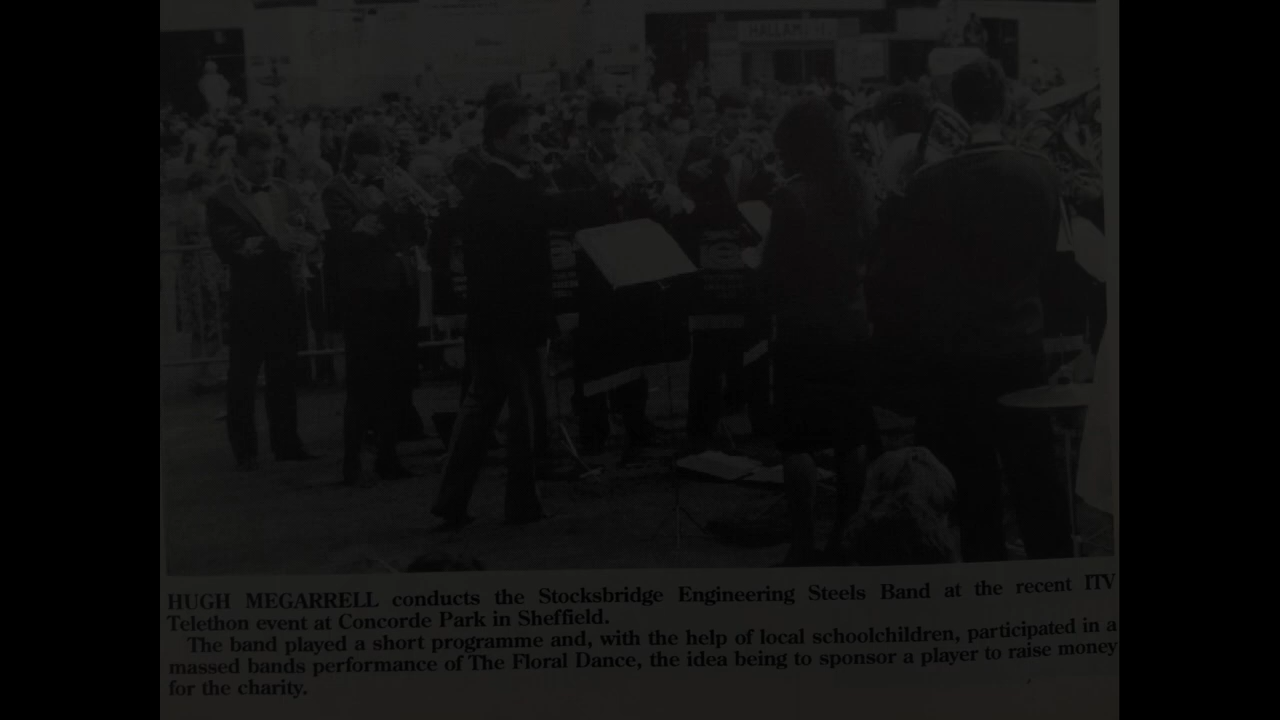 HALLAM
HUGH MEGARRELL conducts the Stocksbridge Engineering Steels Band at the recent ITV
Telethon event at Concorde Park in Sheffield.
The band played a short programme and, with the help of local schoolchildren, participated in a
massed bands performance of The Floral Dance, the idea being to sponsor a player to raise money
for the charity.